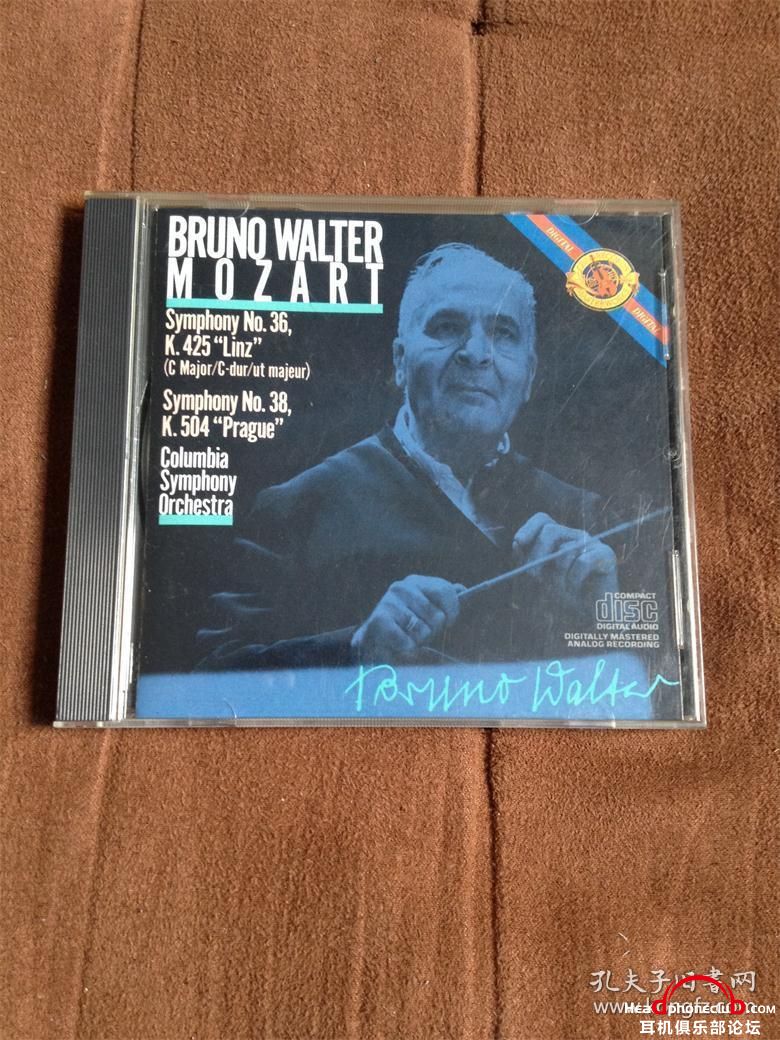 BRUNO WALTER
MOZART
Symphony No. 36,
K. 425 “Linz”
(C Major/C-dur/ut majeur)
Symphony No. 38,
K. 504 “Prague”
Columbia
Symphony
Orchestra
DIGITAL
DIGITAL
COMPACT
disc
DIGITAL AUDIO
DIGITALLY MASTERED
ANALOG RECORDING
Bruno Walter
孔夫子旧书网
耳机俱乐部论坛